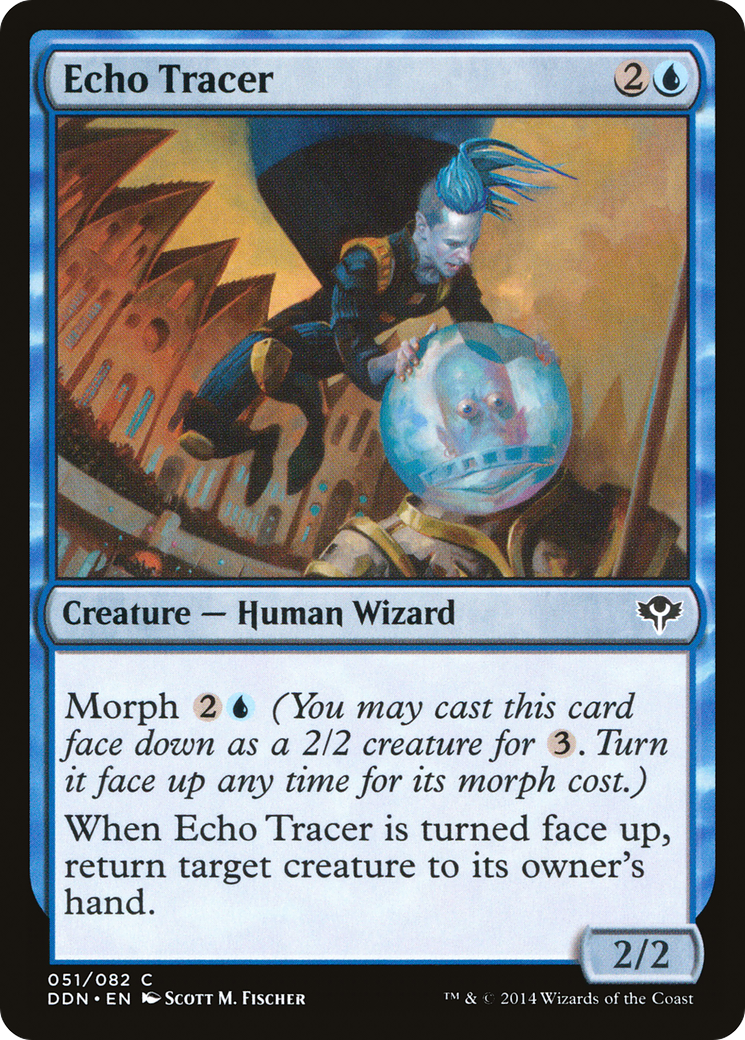 Echo Tracer 2
Creature — Human Wizard
Morph 2 (You may cast this card
face down as a 2/2 creature for 3. Turn
it face up any time for its morph cost.)
When Echo Tracer is turned face up,
return target creature to its owner's
hand.
2/2
051/082 C
DDN • EN Scott M. Fischer ™ & © 2014 Wizards of the Coast